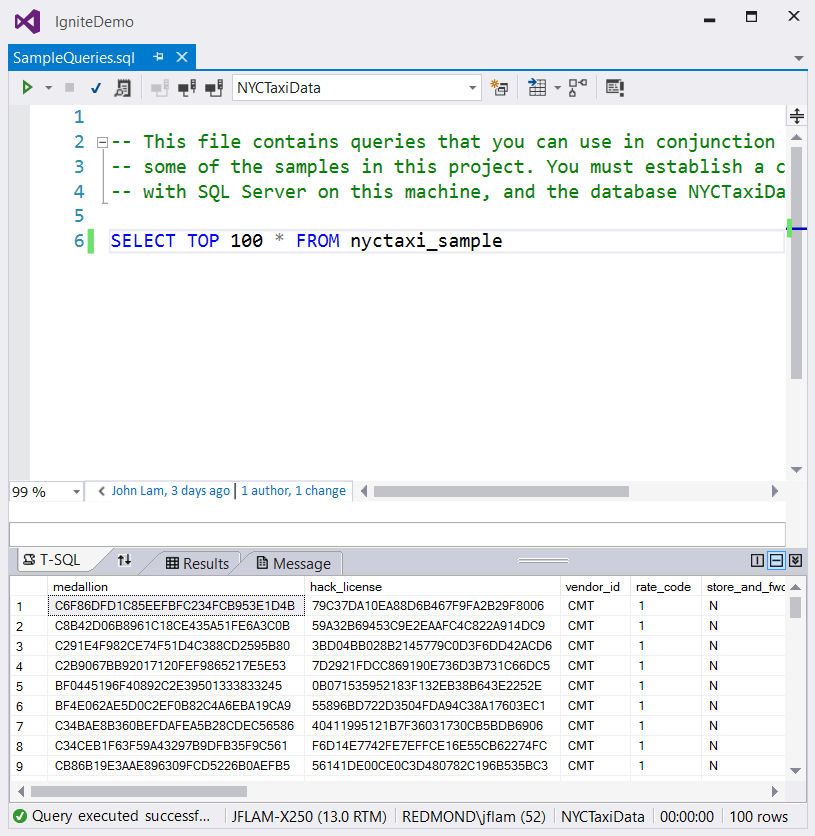 IgniteDemo
SampleQueries.sql
NYCTaxiData
1
2 -- This file contains queries that you can use in conjunction
3 -- some of the samples in this project. You must establish a c
4 -- with SQL Server on this machine, and the database NYCTaxiDa
5
6 SELECT TOP 100 * FROM nyctaxi_sample
99 % John Lam, 3 days ago | 1 author, 1 change
T-SQL Results Message
medallion hack_license vendor_id rate_code store_and_fwd
1 C6F86DFD1C85EEFBFC234FCB953E1D4B 79C37DA10EA88D6B467F9FA2B29F8006 CMT 1 N
2 C8B42D06B8961C18CE435A51FE6A3C0B 59A32B69453C9E2EAAFC4C822A914DC9 CMT 1 N
3 C291E4F982CE74F51D4C388CD2595B80 3BD04BB028B2145779C0D3F6DD42ACD6 CMT 1 N
4 C2B9067BB92017120FEF9865217E5E53 7D2921FDCC869190E736D3B731C66DC5 CMT 1 N
5 BF0445196F40892C2E39501333833245 0B071535952183F132EB38B643E2252E CMT 1 N
6 BF4E062AE5D0C2EF0B82C4A6EBA19CA9 55896BD722D3504FDA94C38A17603EC1 CMT 1 N
7 C34BAE8B360BEFDAFEA5B28CDEC56586 40411995121B7F36031730CB5BDB6906 CMT 1 N
8 C34CEB1F63F59A43297B9DFB35F9C561 F6D14E7742FE7EFFCE16E55CB62274FC CMT 1 N
9 CB86B19E3AAE896309FCD5226B0AEFB5 56141DE00CE0C3D480782C196B535BC3 CMT 1 N
Query executed successf... JFLAM-X250 (13.0 RTM) REDMOND\jflam (52) NYCTaxiData 00:00:00 100 rows